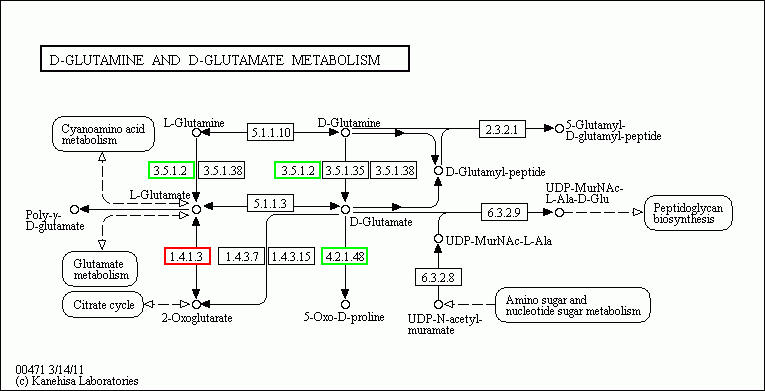 D-GLUTAMINE AND D-GLUTAMATE METABOLISM
Cyanoamino acid
metabolism
L-Glutamine
5.1.1.10
D-Glutamine
2.3.2.1
5-Glutamyl-
D-glutamyl-peptide
3.5.1.2
3.5.1.38
3.5.1.2
3.5.1.35
3.5.1.38
D-Glutamyl-peptide
L-Glutamate
5.1.1.3
D-Glutamate
Poly-γ-
D-glutamate
UDP-MurNAc-
L-Ala-D-Glu
6.3.2.9
Peptidoglycan
biosynthesis
Glutamate
metabolism
1.4.1.3
1.4.3.7
1.4.3.15
4.2.1.48
UDP-MurNAc-L-Ala
6.3.2.8
Citrate cycle
2-Oxoglutarate
5-Oxo-D-proline
UDP-N-acetyl-
muramate
Amino sugar and
nucleotide sugar metabolism
00471 3/14/11
(c) Kanehisa Laboratories